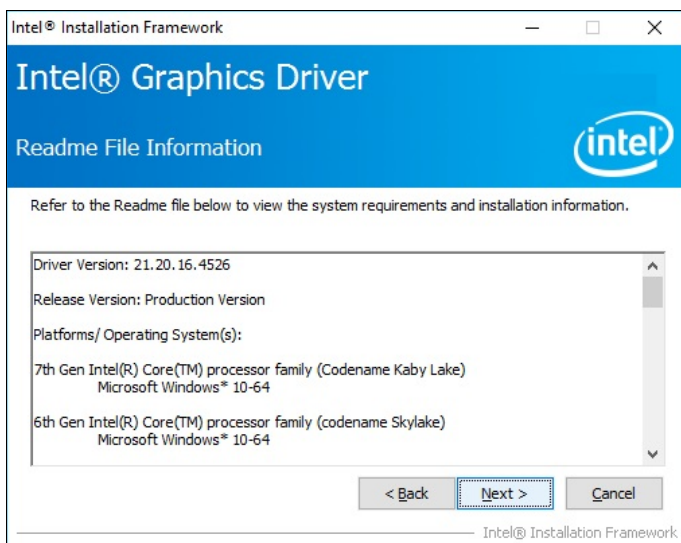 Intel® Installation Framework
Intel® Graphics Driver
Readme File Information
intel
Refer to the Readme file below to view the system requirements and installation information.
Driver Version: 21.20.16.4526
Release Version: Production Version
Platforms/ Operating System(s):
7th Gen Intel(R) Core(TM) processor family (Codename Kaby Lake)
Microsoft Windows* 10-64
6th Gen Intel(R) Core(TM) processor family (codename Skylake)
Microsoft Windows* 10-64
< Back
Next >
Cancel
Intel® Installation Framework